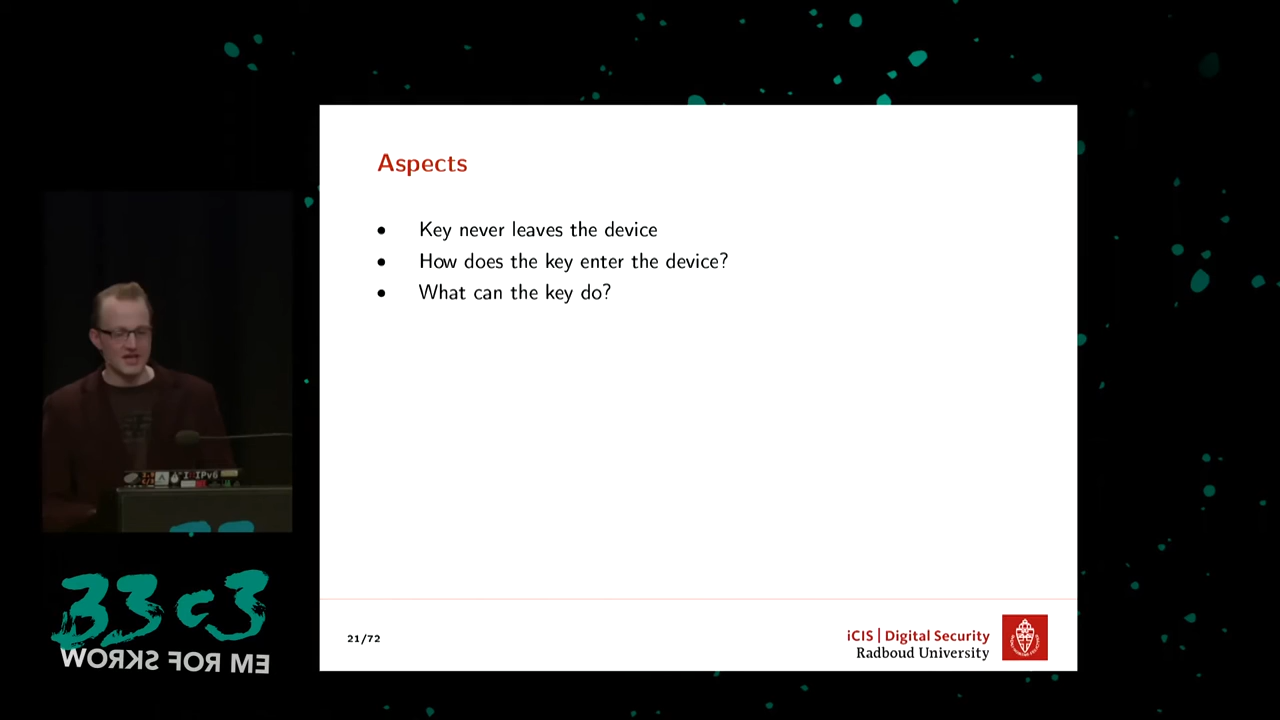 Aspects
• Key never leaves the device
• How does the key enter the device?
• What can the key do?
21/72
iCIS | Digital Security
Radboud University
IPv6
33c3
WORKS FOR ME